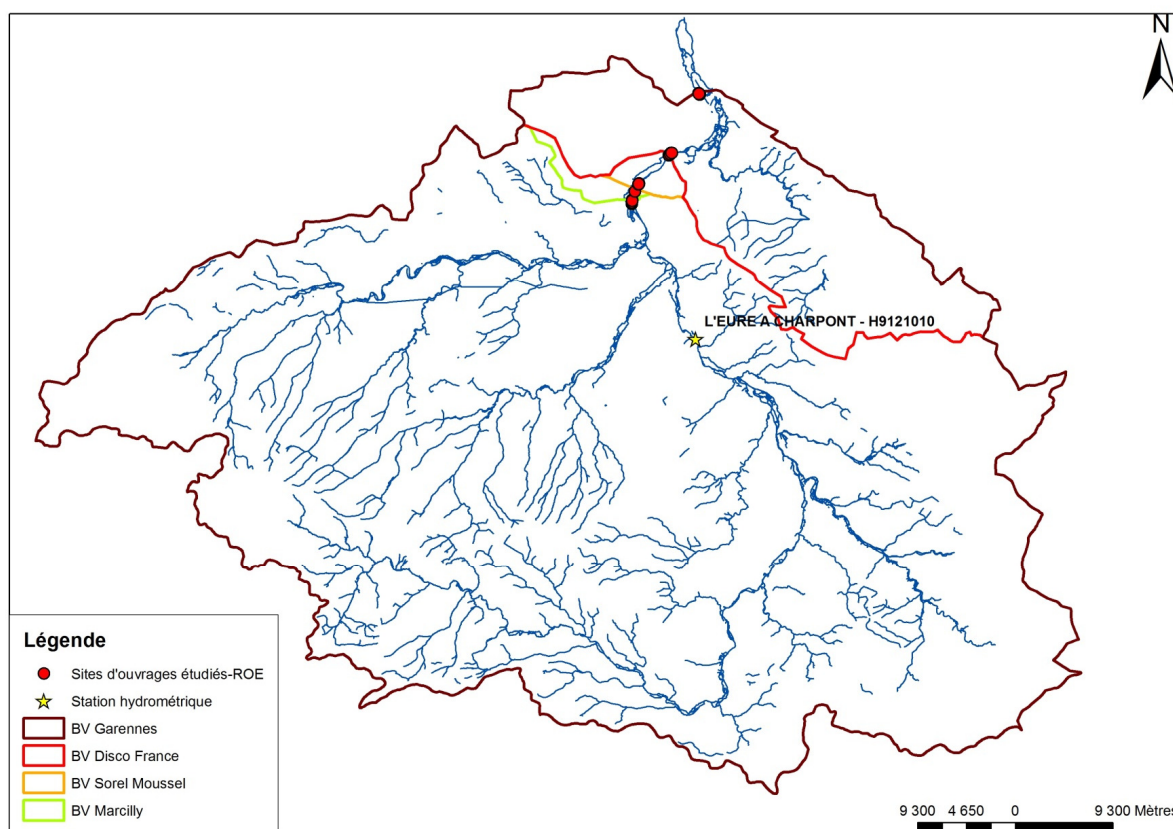 N
L'EURE A CHARPONT - H9121010
Légende
Sites d'ouvrages étudiés-ROE
Station hydrométrique
BV Garennes
BV Disco France
BV Sorel Moussel
BV Marcilly
9 300 4 650 0 9 300 Mètres